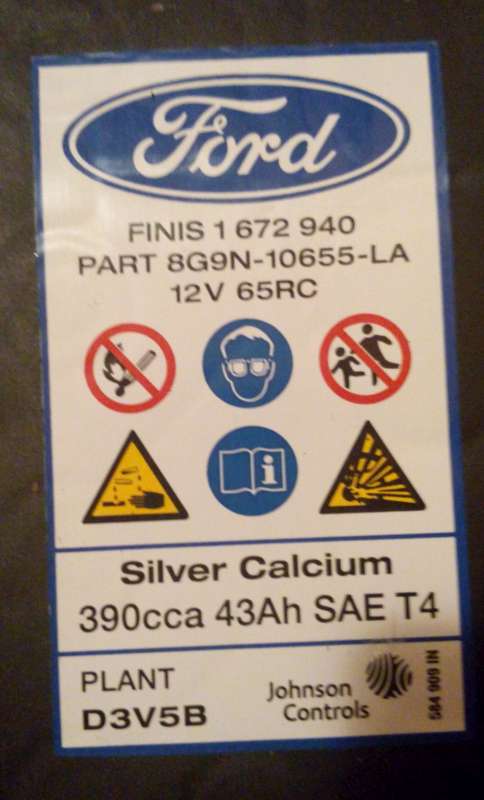 Ford
FINIS 1 672 940
PART 8G9N-10655-LA
12V 65RC
Silver Calcium
390cca 43Ah SAE T4
PLANT
D3V5B
Johnson
Controls
584 909 IN